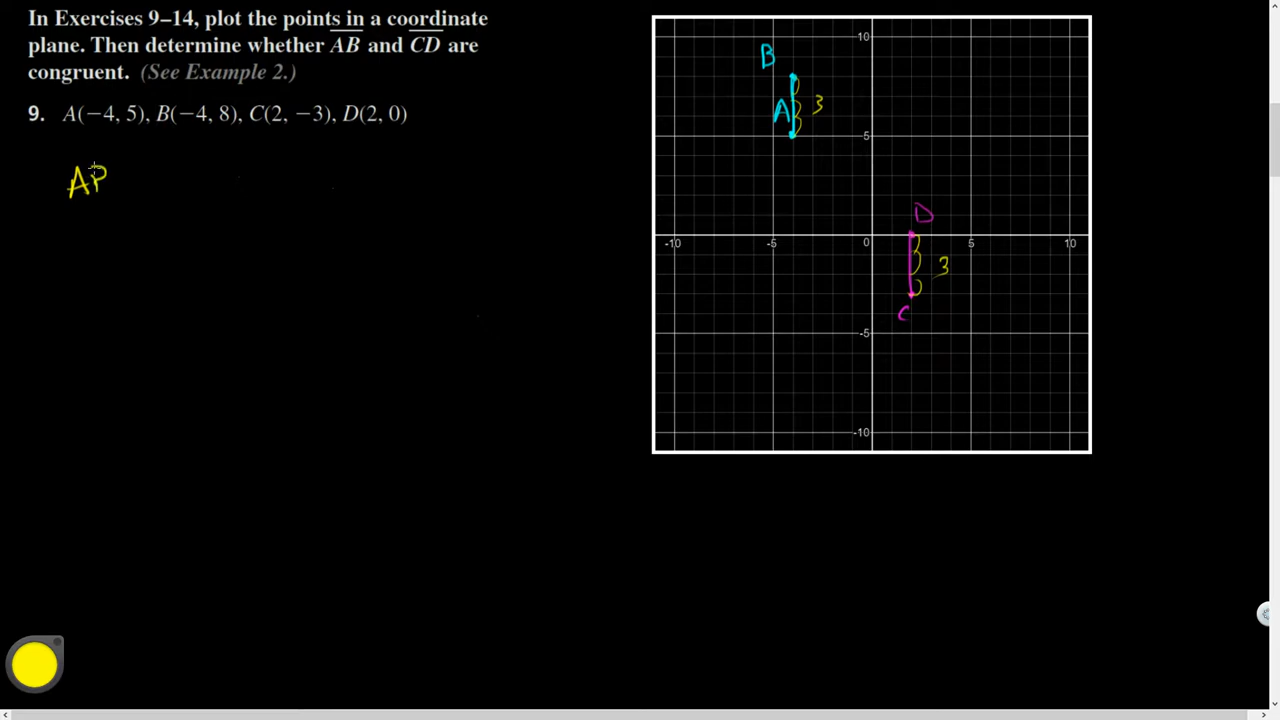 In Exercises 9–14, plot the points in a coordinate
plane. Then determine whether AB and CD are
congruent. (See Example 2.)
9. A(−4, 5), B(−4, 8), C(2, −3), D(2, 0)
AP
10
B
A 3
5
D
-10 -5 0 5 10
3
C
-5
-10